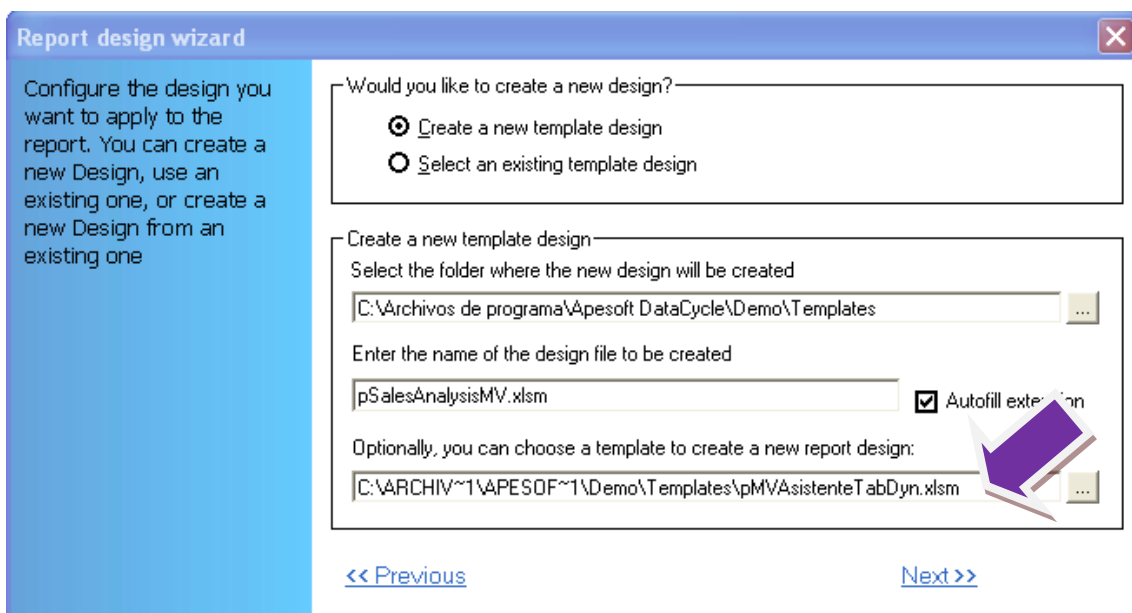 Report design wizard
Configure the design you
want to apply to the
report. You can create a
new Design, use an
existing one, or create a
new Design from an
existing one
Would you like to create a new design?
Create a new template design
Select an existing template design
Create a new template design
Select the folder where the new design will be created
C:\Archivos de programa\Apesoft DataCycle\Demo\Templates
...
Enter the name of the design file to be created
pSalesAnalysisMV.xlsm
Autofill extension
Optionally, you can choose a template to create a new report design:
C:\ARCHIV~1\APESOF~1\Demo\Templates\pMVAsistenteTabDyn.xlsm
...
<< Previous
Next >>